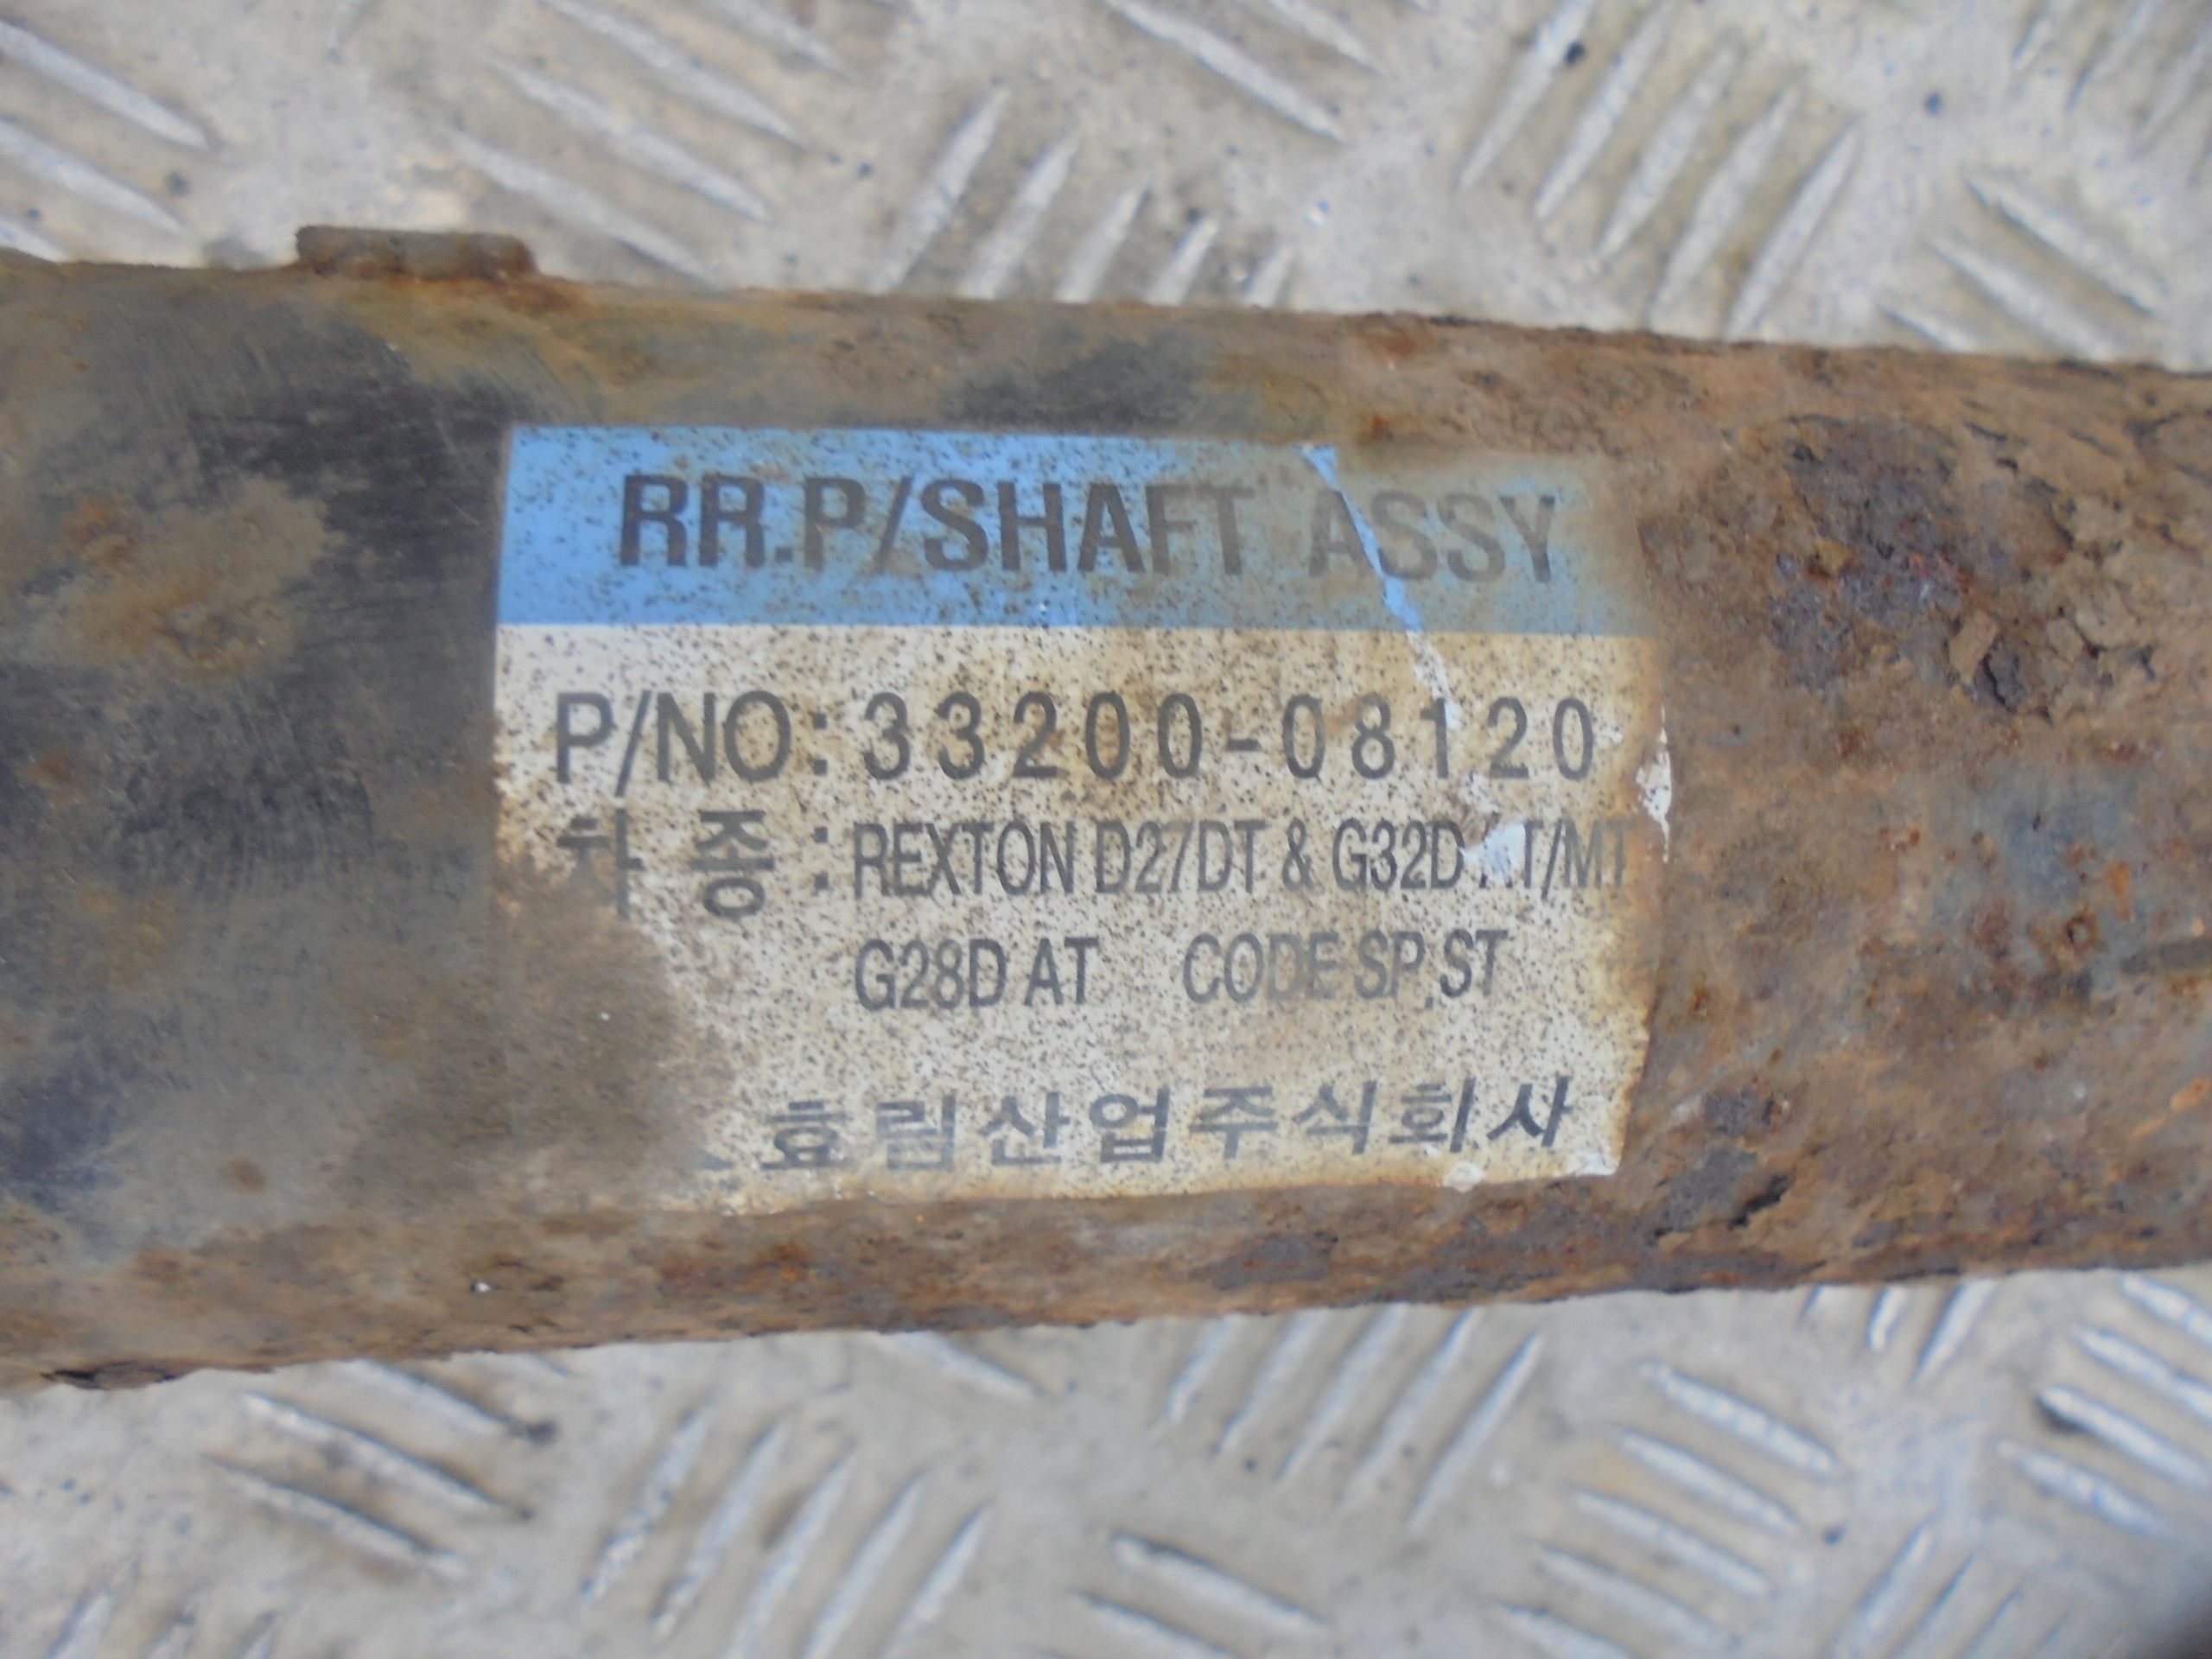 RR.P/SHAFT ASSY
P/NO: 33200-08120
차 종 : REXTON D27DT & G32D AT/MT
G28D AT CODE SP,ST
효림산업주식회사